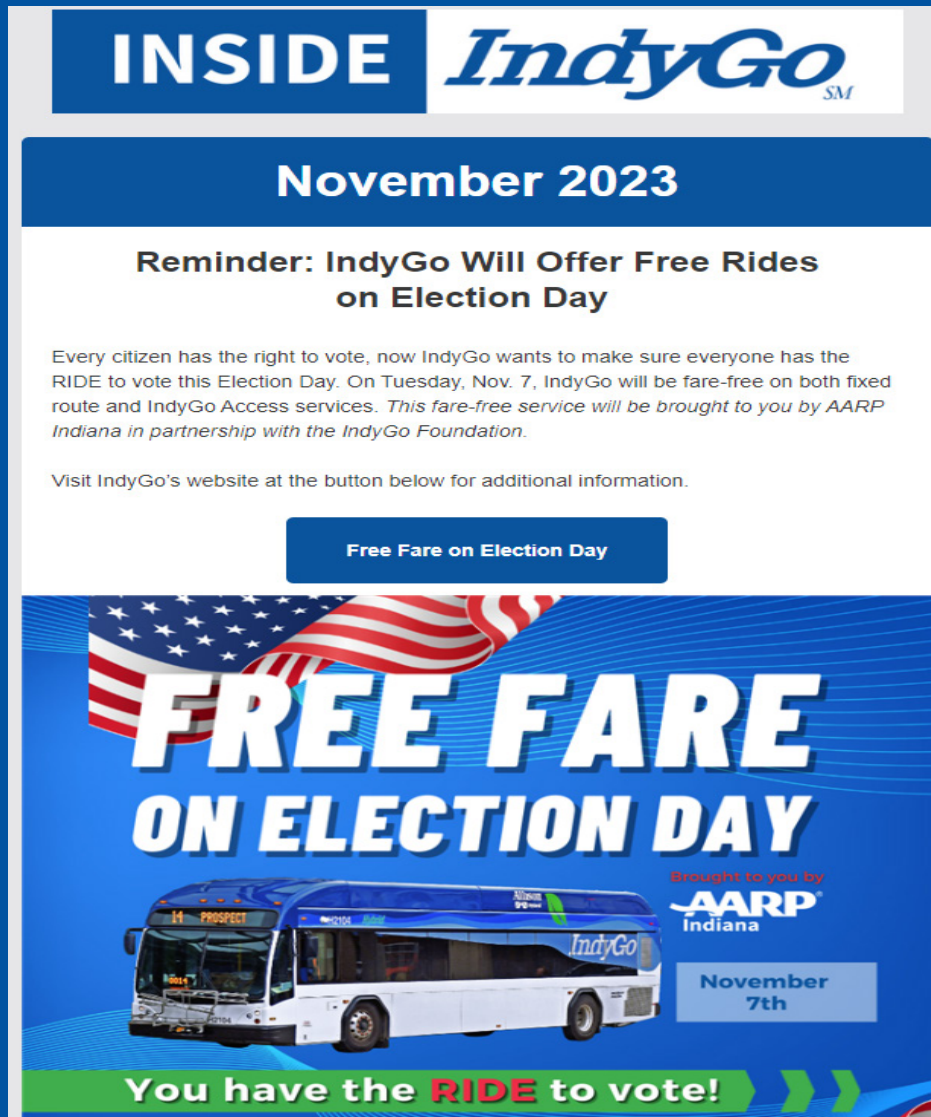 INSIDE IndyGo SM
November 2023
Reminder: IndyGo Will Offer Free Rides
on Election Day
Every citizen has the right to vote, now IndyGo wants to make sure everyone has the
RIDE to vote this Election Day. On Tuesday, Nov. 7, IndyGo will be fare-free on both fixed
route and IndyGo Access services. This fare-free service will be brought to you by AARP
Indiana in partnership with the IndyGo Foundation.
Visit IndyGo's website at the button below for additional information.
Free Fare on Election Day
FREE FARE
ON ELECTION DAY
Brought to you by
AARP®
Indiana
14 PROSPECT
H2104 Hybrid
Allison
IndyGo
H2104
November
7th
You have the RIDE to vote!